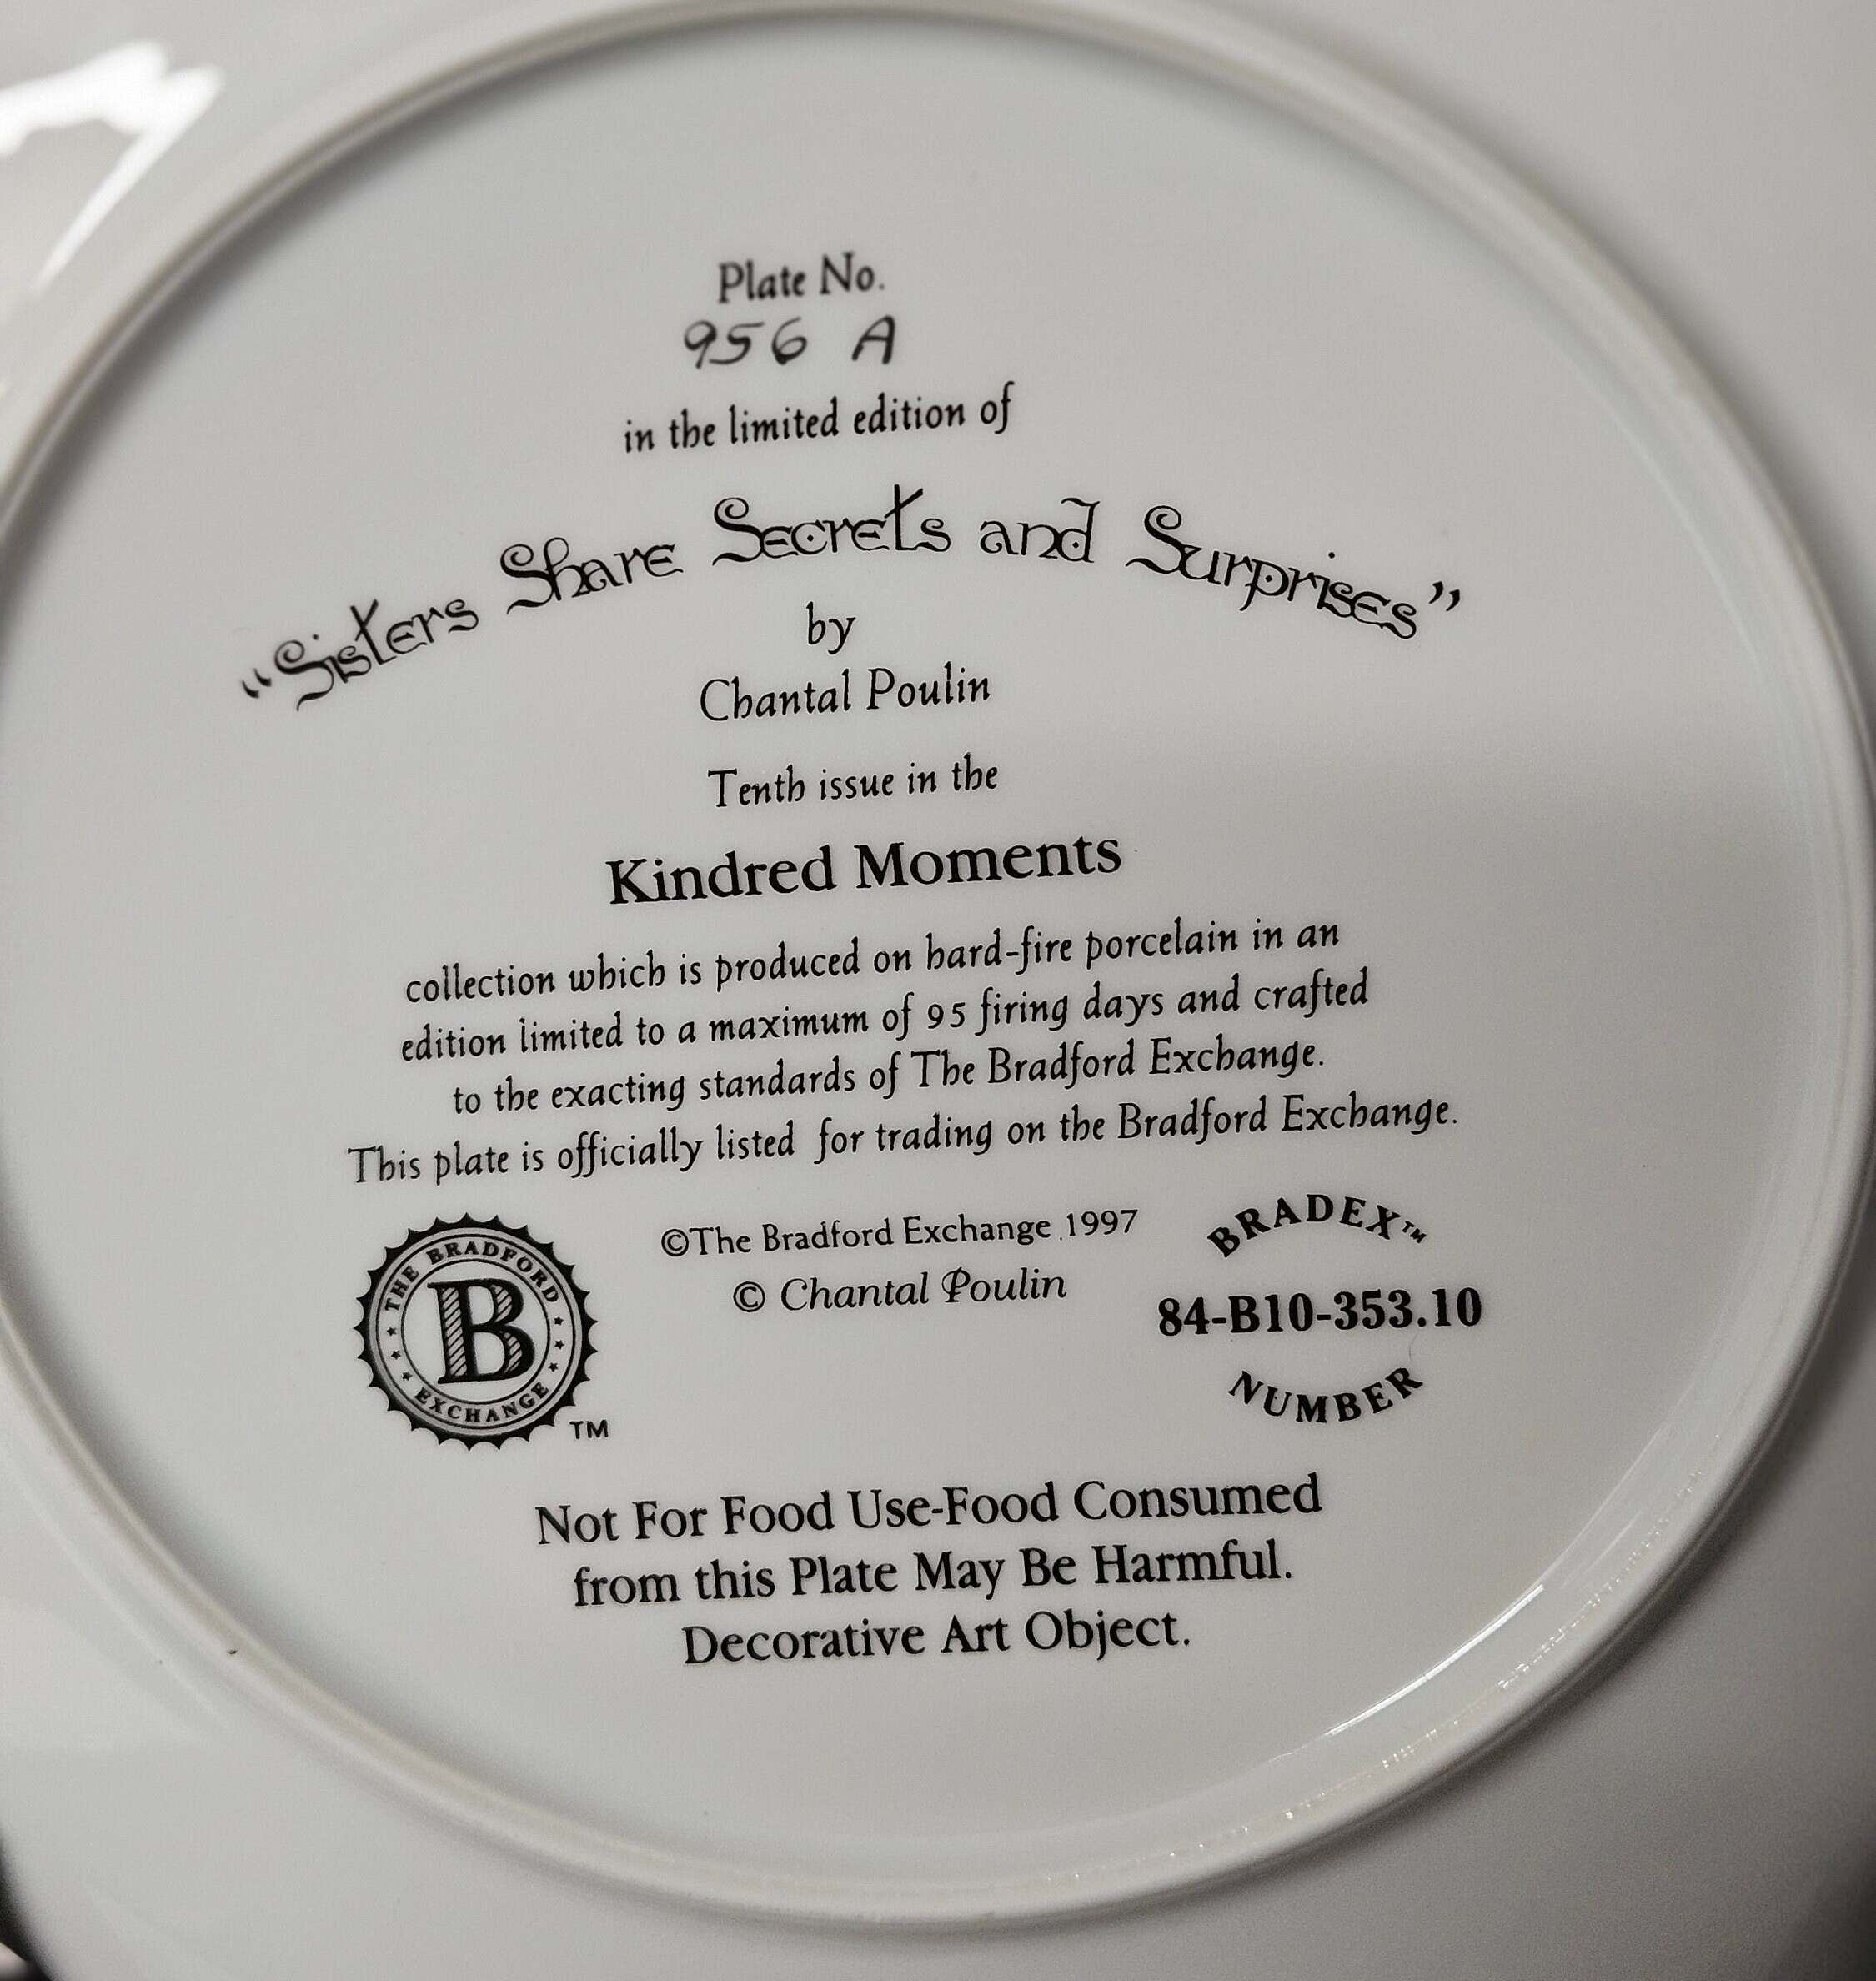 Plate No.
956 A
in the limited edition of
“Sisters Share Secrets and Surprises”
by
Chantal Poulin
Tenth issue in the
Kindred Moments
collection which is produced on hard-fire porcelain in an
edition limited to a maximum of 95 firing days and crafted
to the exacting standards of The Bradford Exchange.
This plate is officially listed for trading on the Bradford Exchange.
THE BRADFORD
B
EXCHANGE
TM
©The Bradford Exchange 1997
© Chantal Poulin
BRADEX™
84-B10-353.10
NUMBER
Not For Food Use-Food Consumed
from this Plate May Be Harmful.
Decorative Art Object.